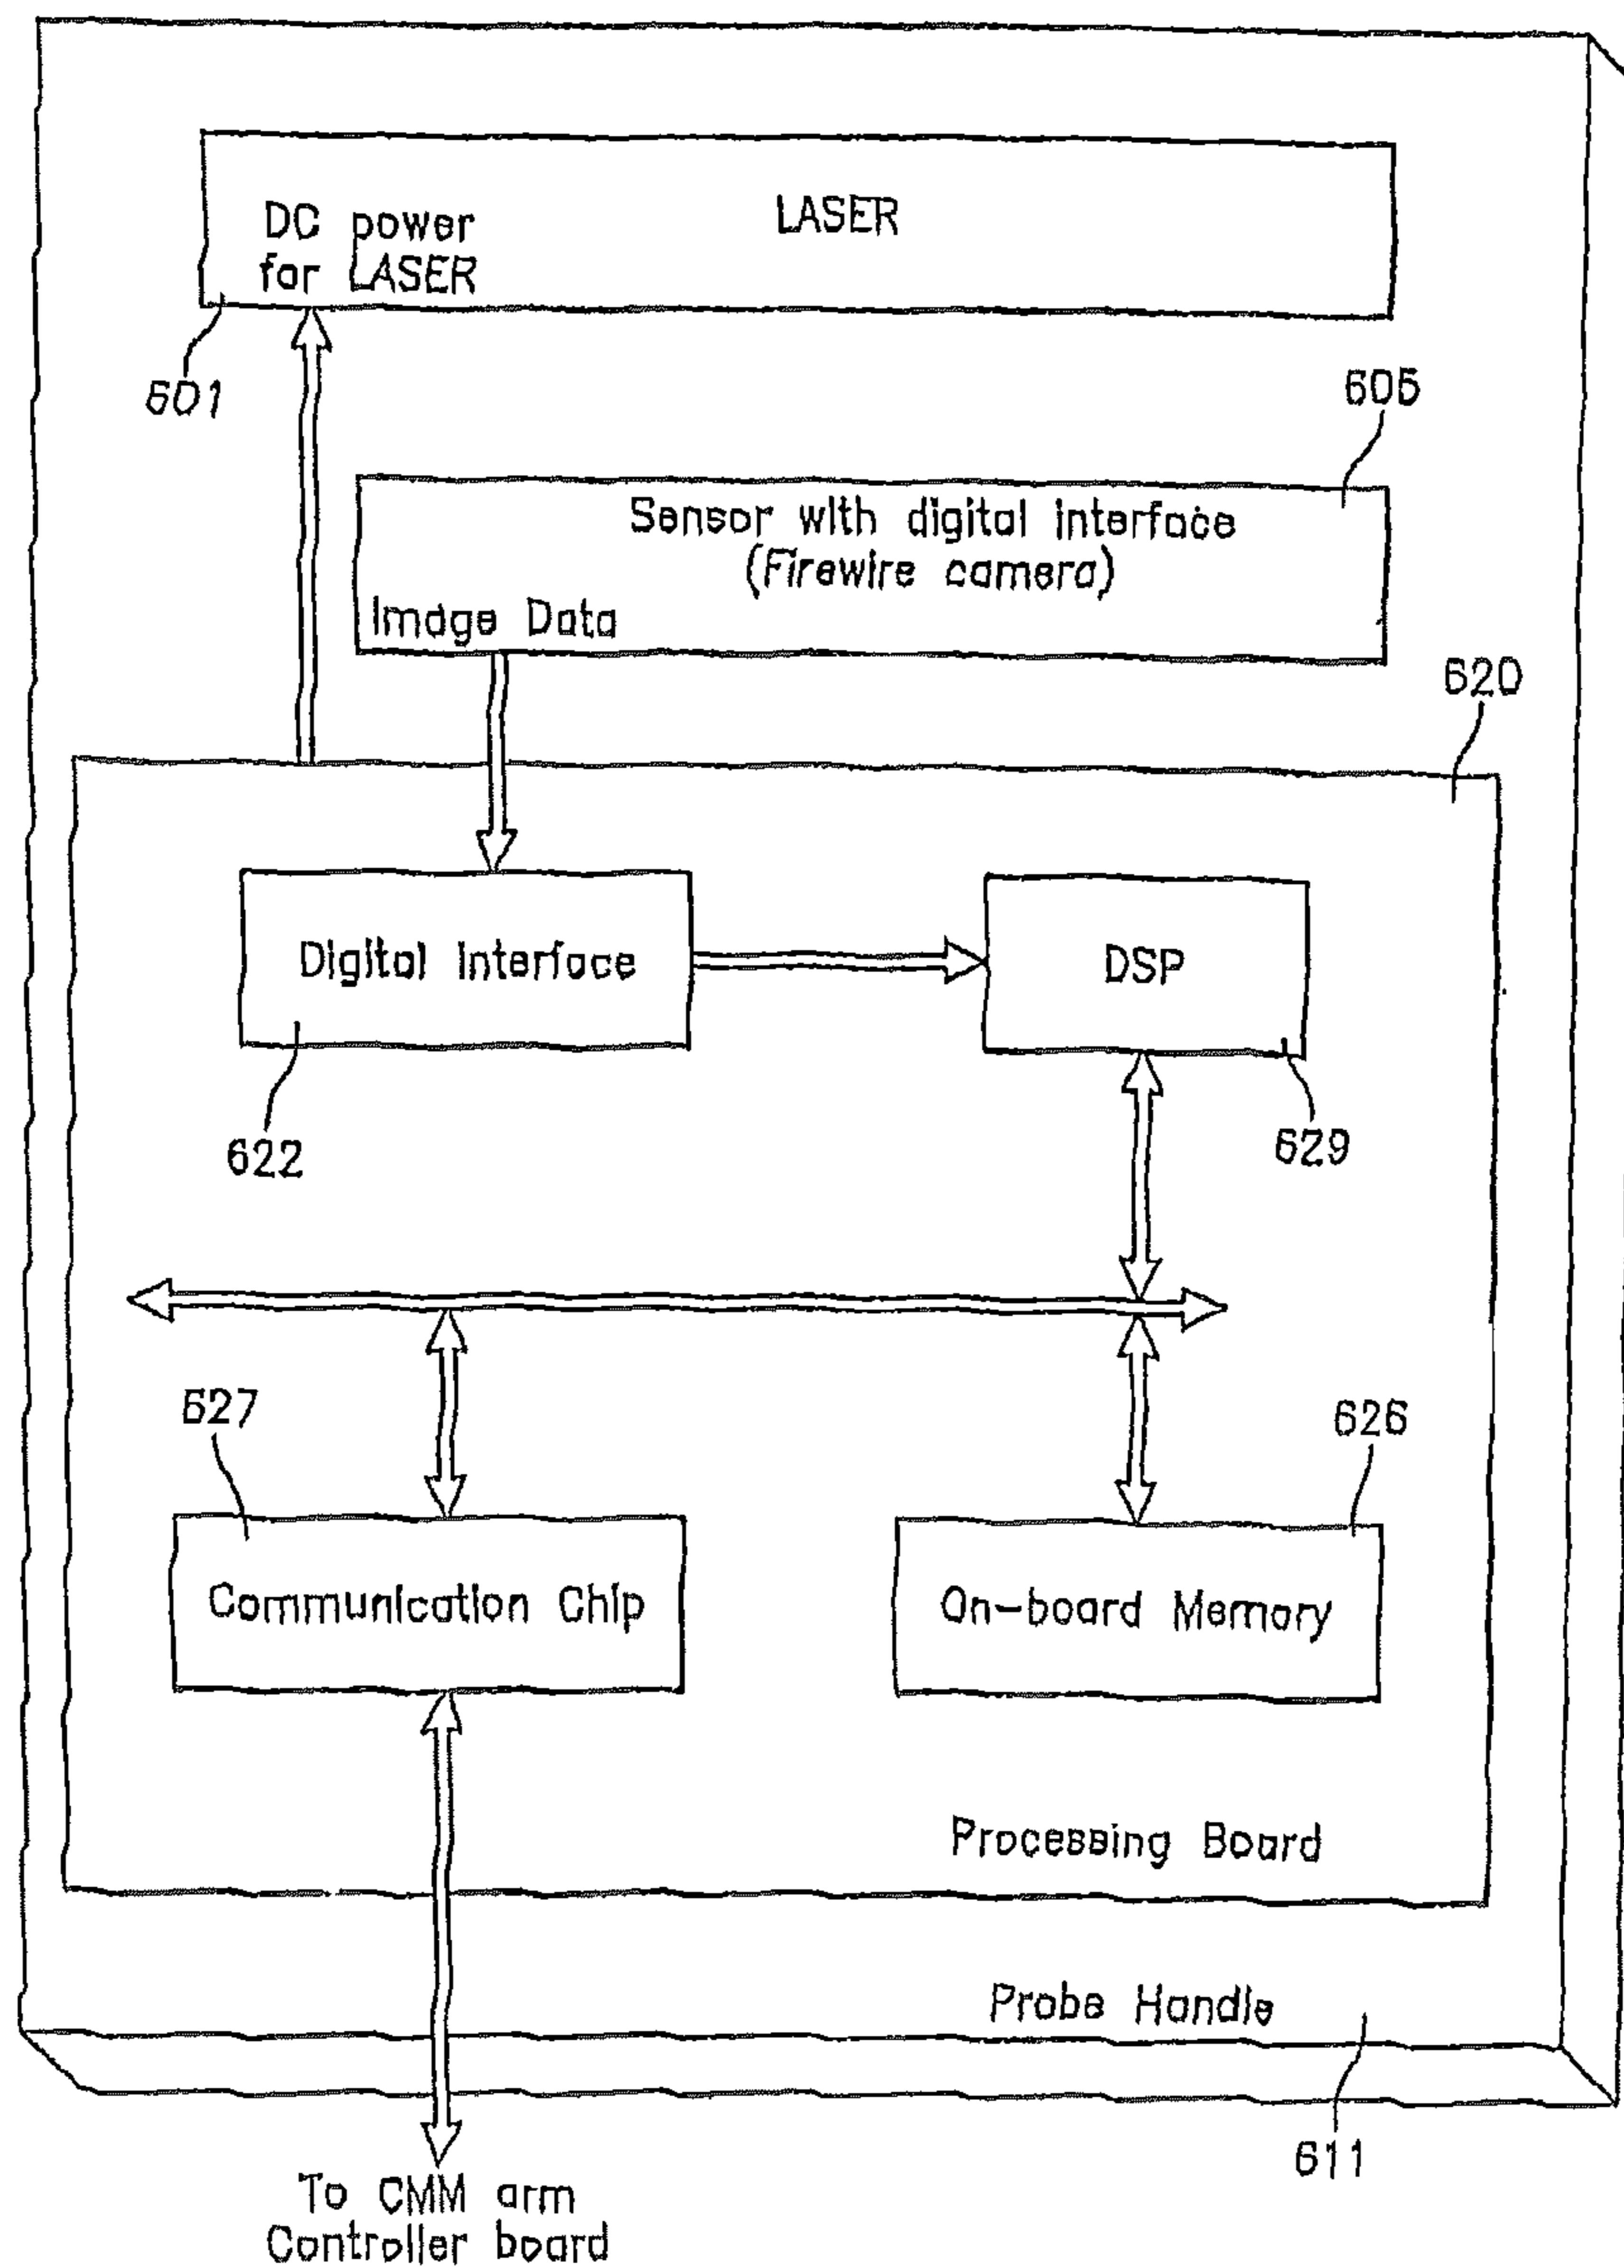 LASER
DC power
for LASER
601
605
Sensor with digital interface
(Firewire camera)
Image Data
620
Digital Interface
DSP
622
629
627
626
Communication Chip
On-board Memory
Processing Board
Probe Handle
611
To CMM arm
Controller board